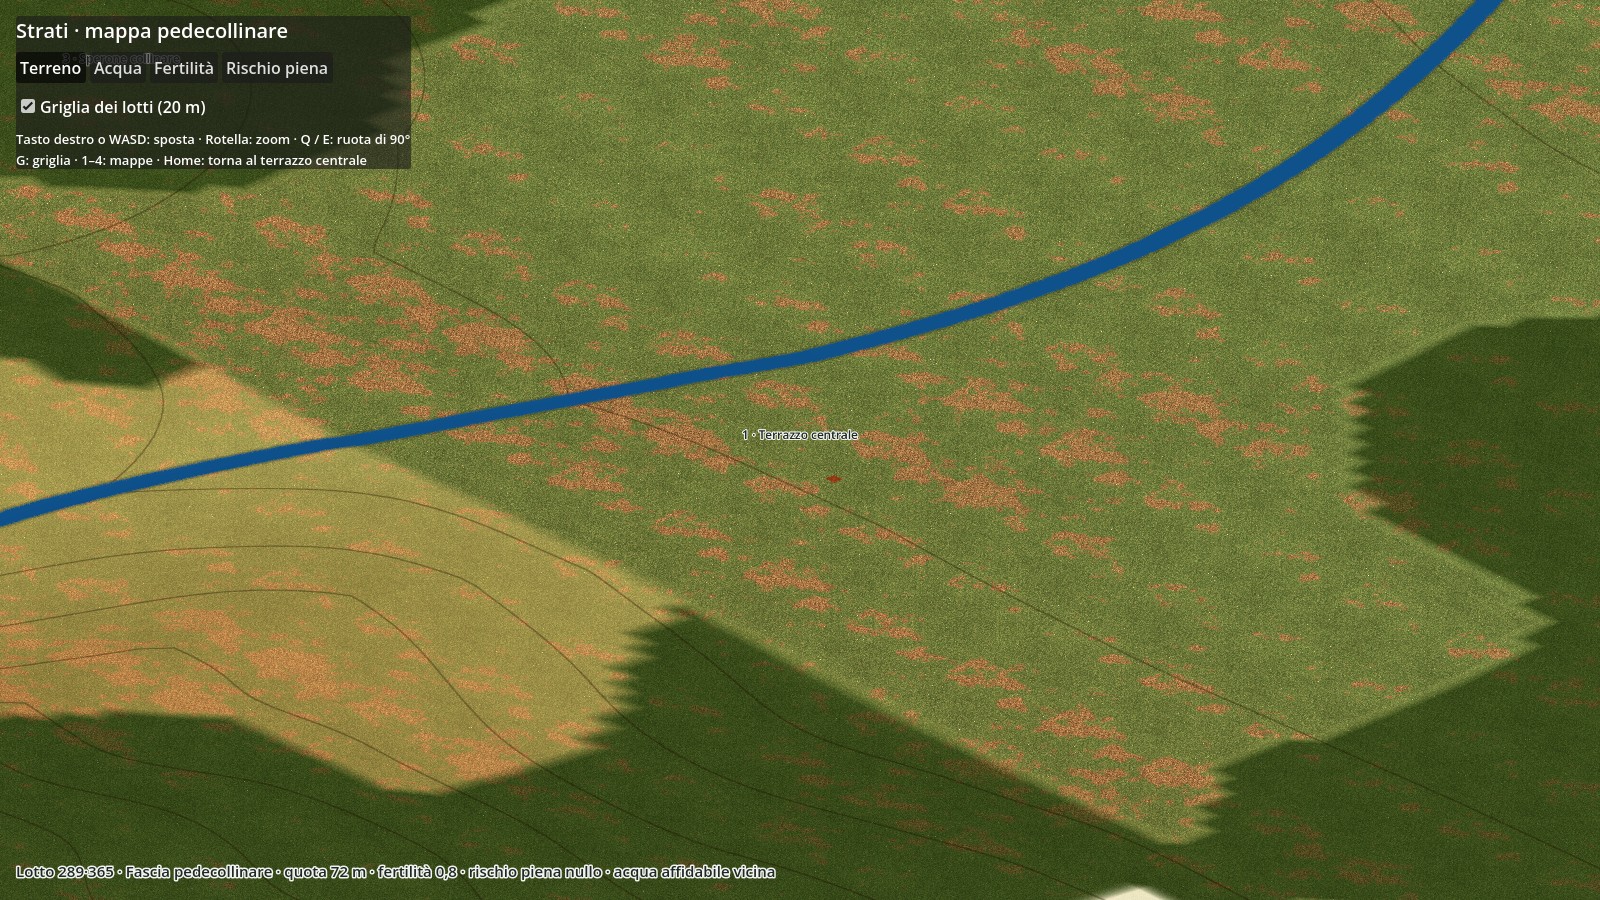 Strati · mappa pedecollinare
Terreno Acqua Fertilità Rischio piena
Griglia dei lotti (20 m)
Tasto destro o WASD: sposta · Rotella: zoom · Q / E: ruota di 90°
G: griglia · 1–4: mappe · Home: torna al terrazzo centrale
1 · Terrazzo centrale
Lotto 289·365 · Fascia pedecollinare · quota 72 m · fertilità 0,8 · rischio piena nullo · acqua affidabile vicina